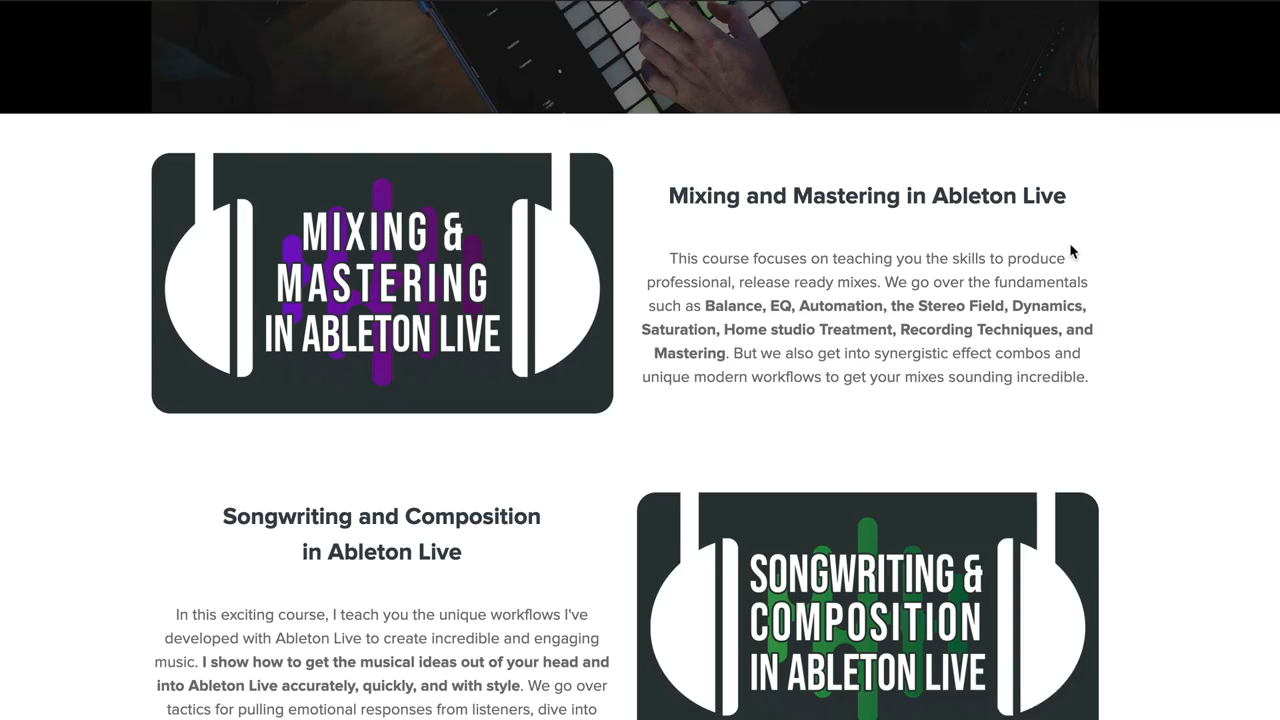 MIXING &
MASTERING
IN ABLETON LIVE
Mixing and Mastering in Ableton Live
This course focuses on teaching you the skills to produce
professional, release ready mixes. We go over the fundamentals
such as Balance, EQ, Automation, the Stereo Field, Dynamics,
Saturation, Home studio Treatment, Recording Techniques, and
Mastering. But we also get into synergistic effect combos and
unique modern workflows to get your mixes sounding incredible.
Songwriting and Composition
in Ableton Live
In this exciting course, I teach you the unique workflows I've
developed with Ableton Live to create incredible and engaging
music. I show how to get the musical ideas out of your head and
into Ableton Live accurately, quickly, and with style. We go over
tactics for pulling emotional responses from listeners, dive into
SONGWRITING &
COMPOSITION
IN ABLETON LIVE